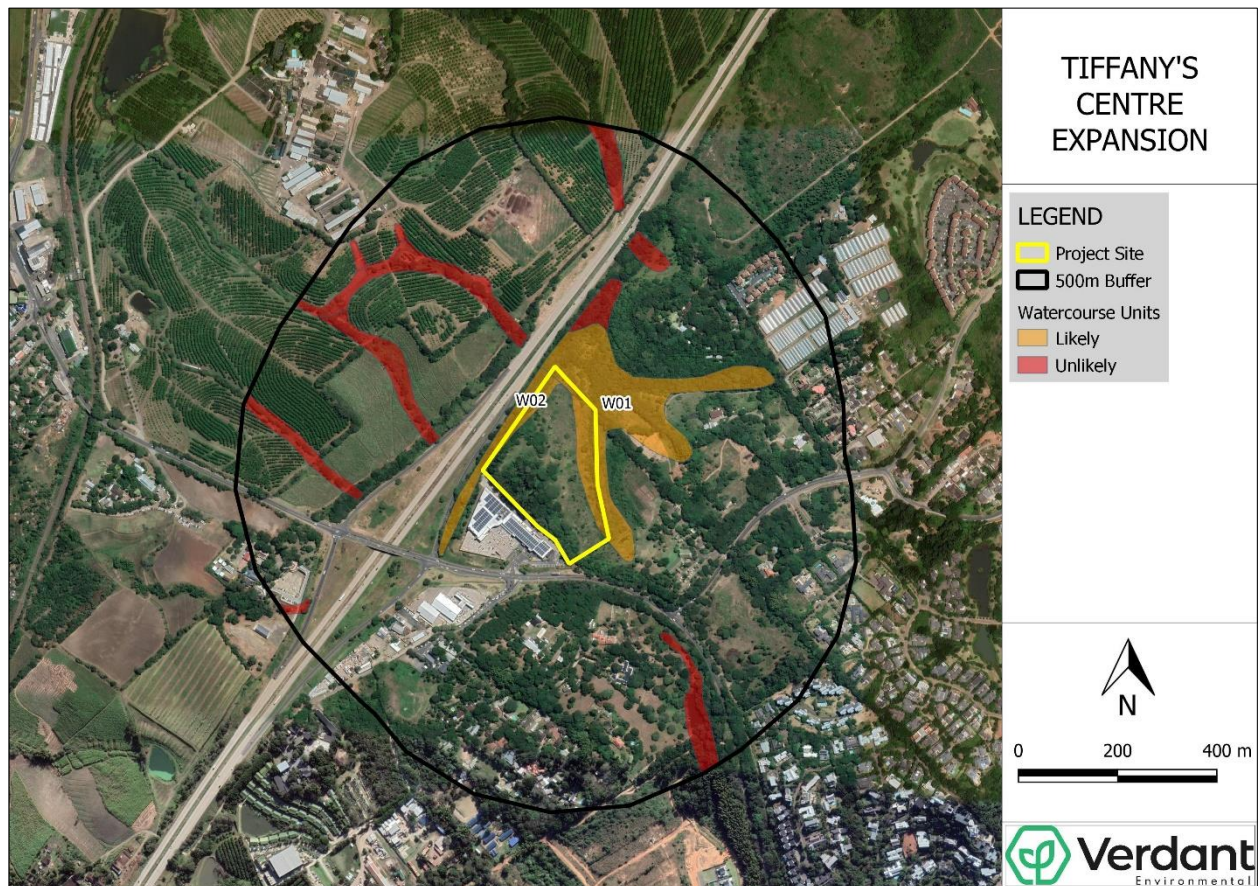 TIFFANY'S
CENTRE
EXPANSION
LEGEND
Project Site
500m Buffer
Watercourse Units
Likely
Unlikely
W02
W01
N
0 200 400 m
Verdant
Environmental